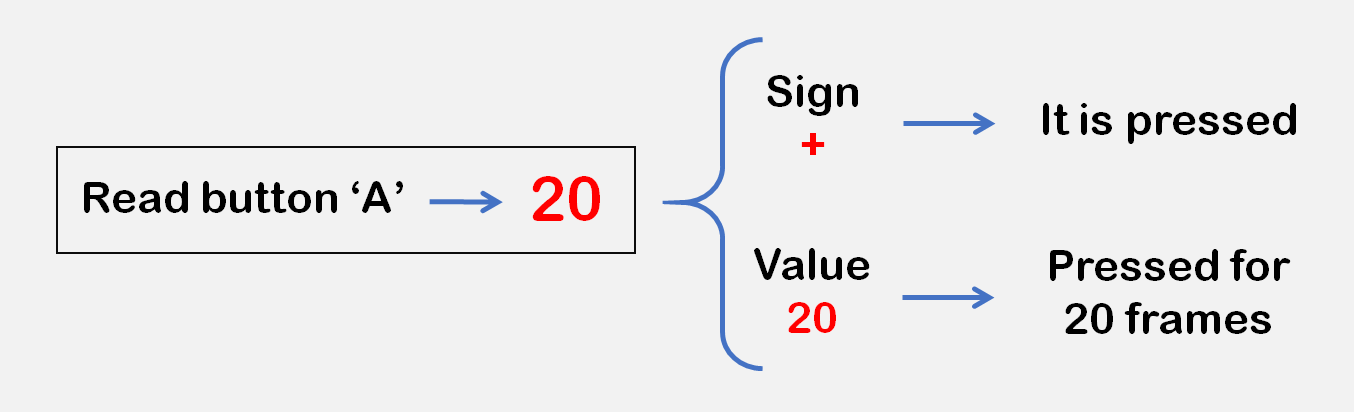 Read button ‘A’ → 20
Sign
+
It is pressed
Value
20
Pressed for
20 frames